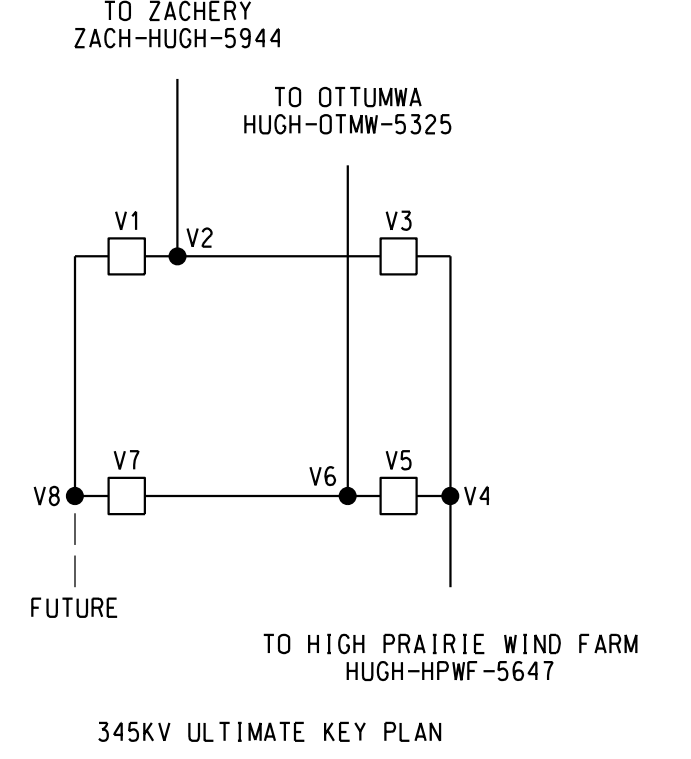 TO ZACHERY
ZACH-HUGH-5944
TO OTTUMWA
HUGH-OTMW-5325
V1
V2
V3
V7
V5
V6
V8
V4
FUTURE
TO HIGH PRAIRIE WIND FARM
HUGH-HPWF-5647
345KV ULTIMATE KEY PLAN